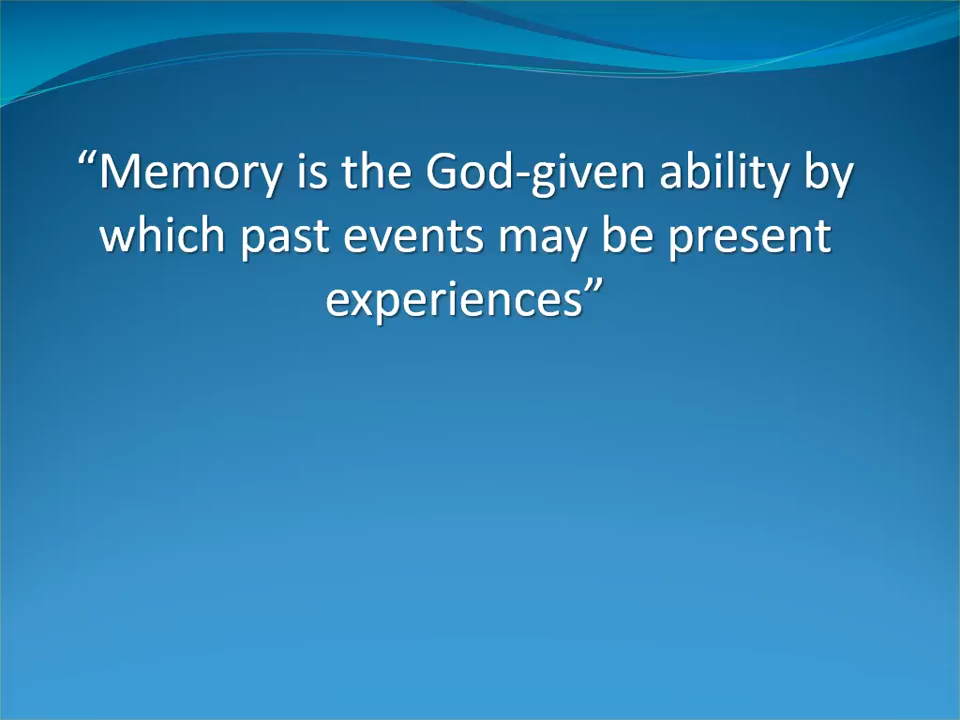 “Memory is the God-given ability by
which past events may be present
experiences”